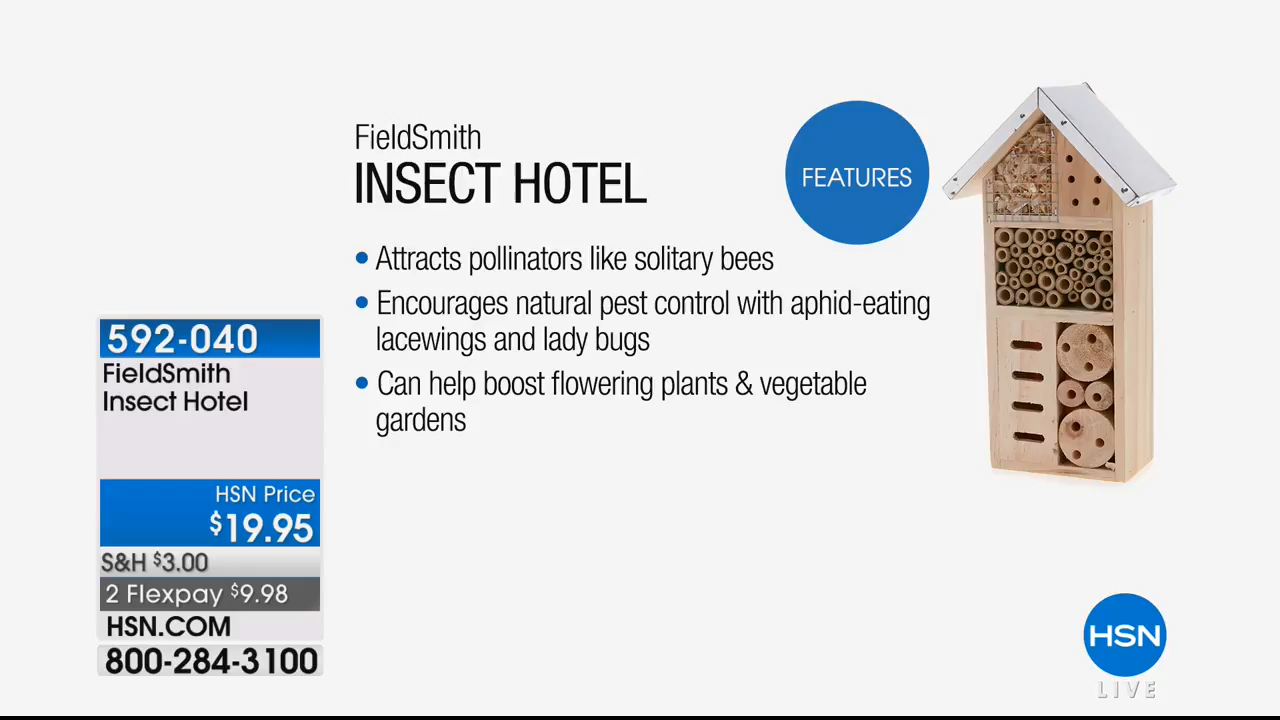 FieldSmith
INSECT HOTEL
FEATURES
• Attracts pollinators like solitary bees
• Encourages natural pest control with aphid-eating
lacewings and lady bugs
• Can help boost flowering plants & vegetable
gardens
592-040
FieldSmith
Insect Hotel
HSN Price
$19.95
S&H $3.00
2 Flexpay $9.98
HSN.COM
800-284-3100
HSN
LIVE